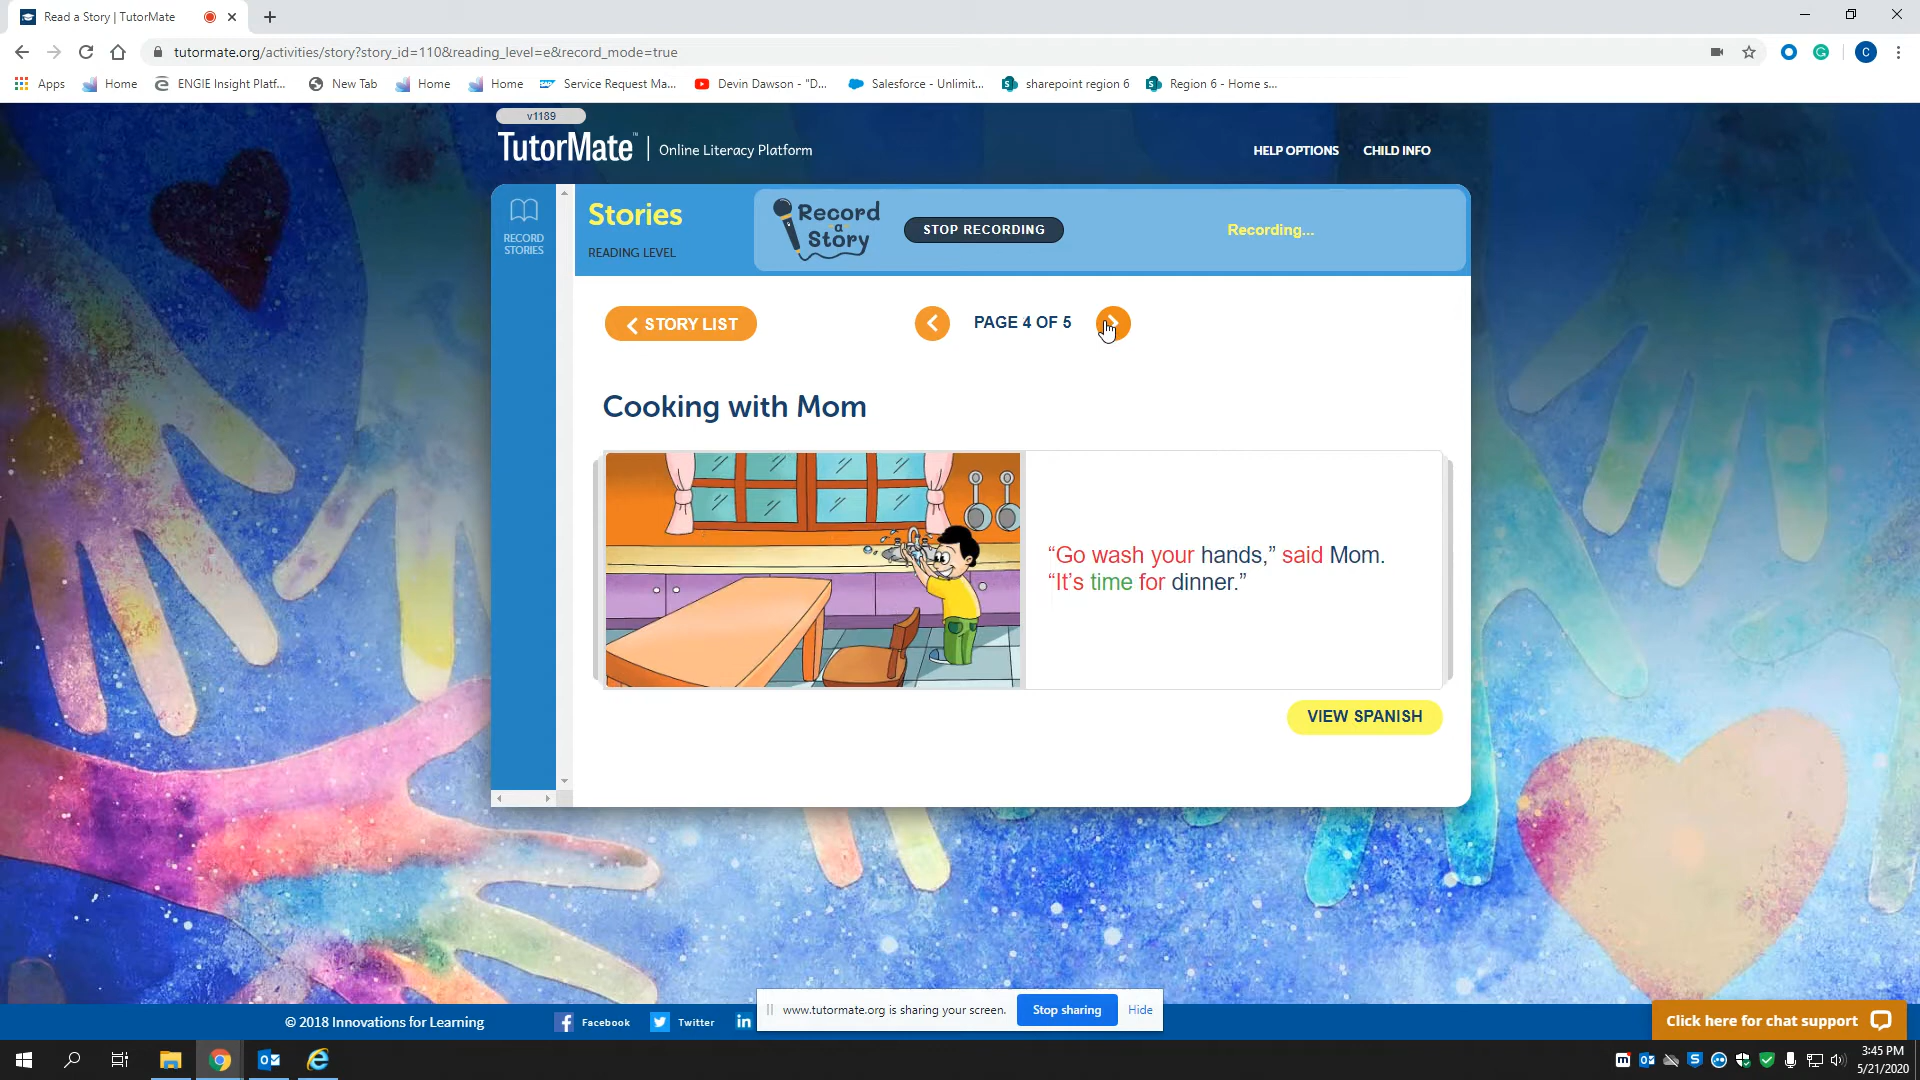 Read a Story | TutorMate
tutormate.org/activities/story?story_id=110&reading_level=e&record_mode=true
C
Apps
Home
ENGIE Insight Platf...
New Tab
Home
Home
Service Request Ma...
Devin Dawson - "D...
Salesforce - Unlimit...
sharepoint region 6
Region 6 - Home s...
v1189
TutorMate™ | Online Literacy Platform
HELP OPTIONS
CHILD INFO
RECORD
STORIES
Stories
READING LEVEL
Record
a
Story
STOP RECORDING
Recording...
STORY LIST
PAGE 4 OF 5
Cooking with Mom
“Go wash your hands,” said Mom.
“It's time for dinner.”
VIEW SPANISH
© 2018 Innovations for Learning
Facebook
Twitter
in
www.tutormate.org is sharing your screen.
Stop sharing
Hide
Click here for chat support
3:45 PM
5/21/2020